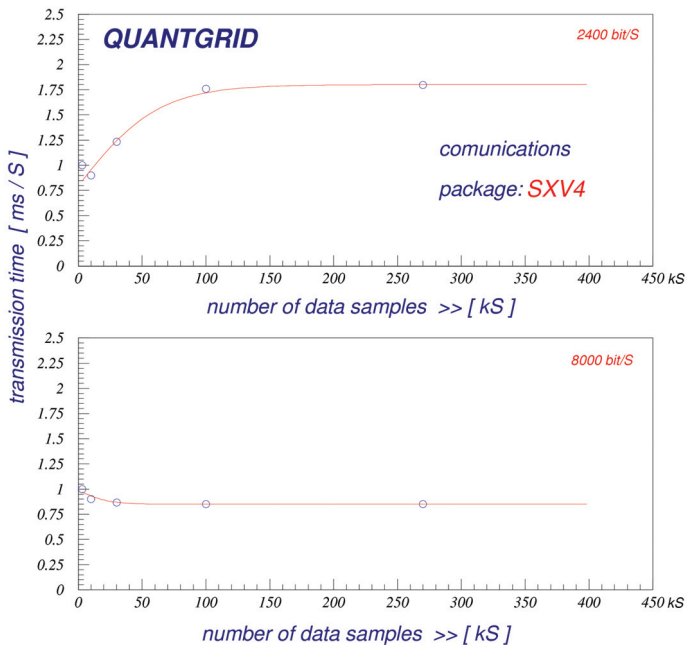 QUANTGRID
2400 bit/S
comunications
package: SXV4
transmission time [ ms / S ]
2.5
2.25
2
1.75
1.5
1.25
1
0.75
0.5
0.25
0
0 50 100 150 200 250 300 350 400 450 kS
number of data samples >> [ kS ]
8000 bit/S
2.5
2.25
2
1.75
1.5
1.25
1
0.75
0.5
0.25
0
0 50 100 150 200 250 300 350 400 450 kS
number of data samples >> [ kS ]